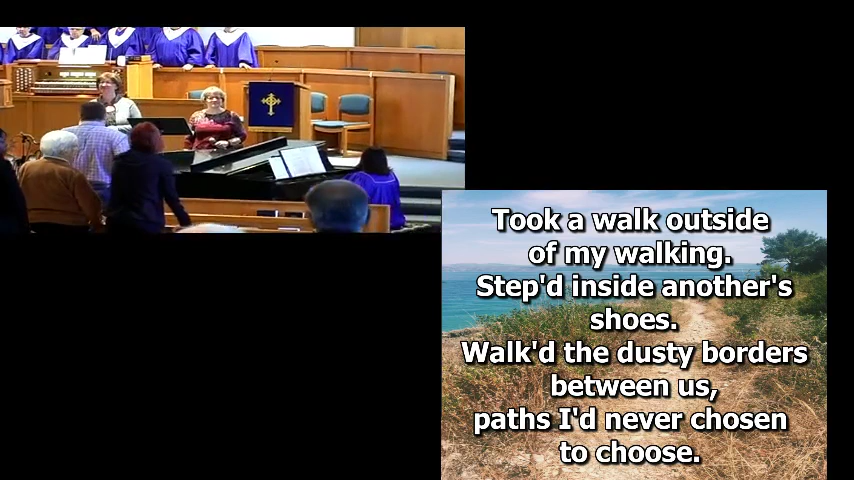 Took a walk outside
of my walking.
Step'd inside another's
shoes.
Walk'd the dusty borders
between us,
paths I'd never chosen
to choose.